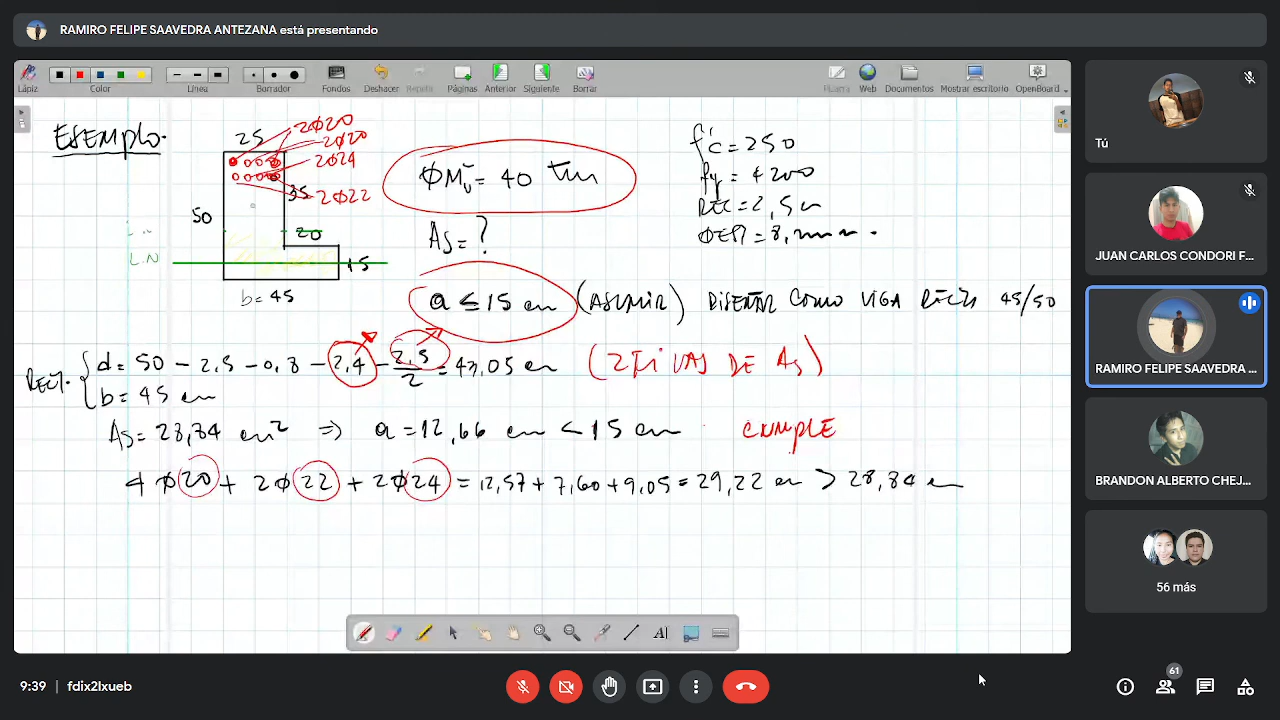 RAMIRO FELIPE SAAVEDRA ANTEZANA está presentando
Lápiz
Color
Línea
Borrador
Fondos
Deshacer
Repetir
Páginas
Anterior
Siguiente
Borrar
Pizarra
Web
Documentos
Mostrar escritorio
OpenBoard
EJEMPLO.
25
2Φ20
2Φ20
2Φ24
2Φ22
35
50
20
L.N
15
b = 45
ΦMu = 40 Tm
As = ?
f'c = 250
fy = 4200
REC = 2,5 cm
ΦEST = 8, mm.
a ≤ 15 cm (ASUMIR) DISEÑAR COMO VIGA RECT. 45/50
RECT. { d = 50 - 2,5 - 0,8 - 2,4 - 2,5/2 = 43,05 cm (2 FILAS DE As)
b = 45 cm
As = 28,84 cm² ⇒ a = 12,66 cm < 15 cm CUMPLE
4Φ20 + 2Φ22 + 2Φ24 = 12,57 + 7,60 + 9,05 = 29,22 cm > 28,84 cm
Tú
JUAN CARLOS CONDORI F...
RAMIRO FELIPE SAAVEDRA ...
BRANDON ALBERTO CHEJ...
56 más
9:39
fdix2lxueb
61